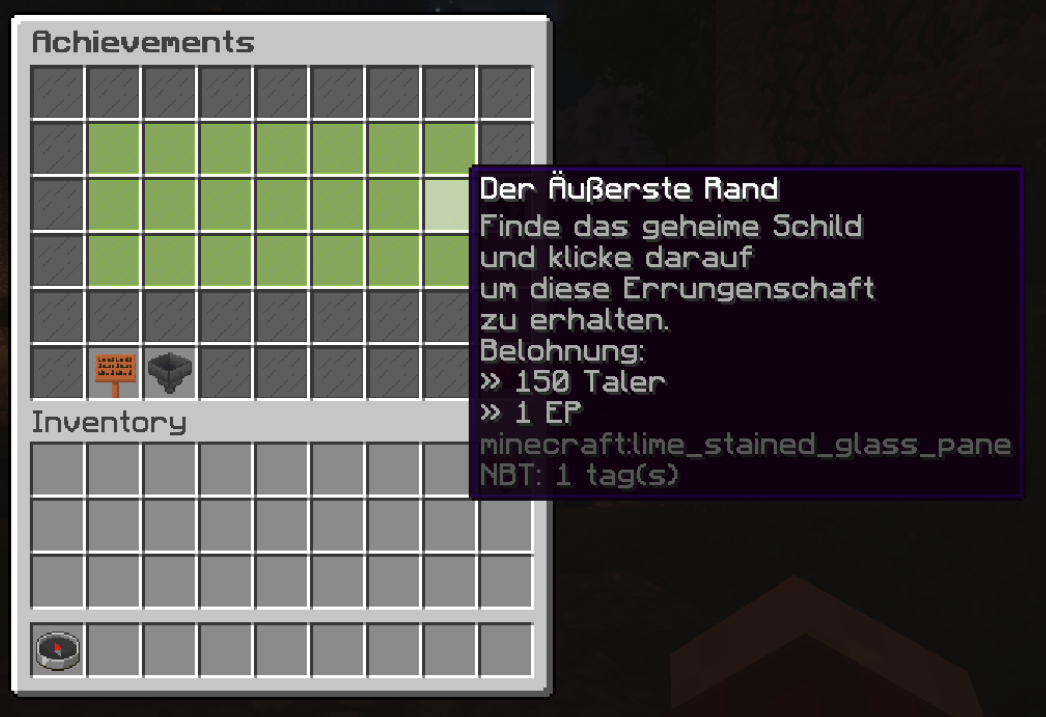 Achievements
Der Äußerste Rand
Finde das geheime Schild
und klicke darauf
um diese Errungenschaft
zu erhalten.
Belohnung:
» 150 Taler
» 1 EP
minecraft:lime_stained_glass_pane
NBT: 1 tag(s)
Inventory